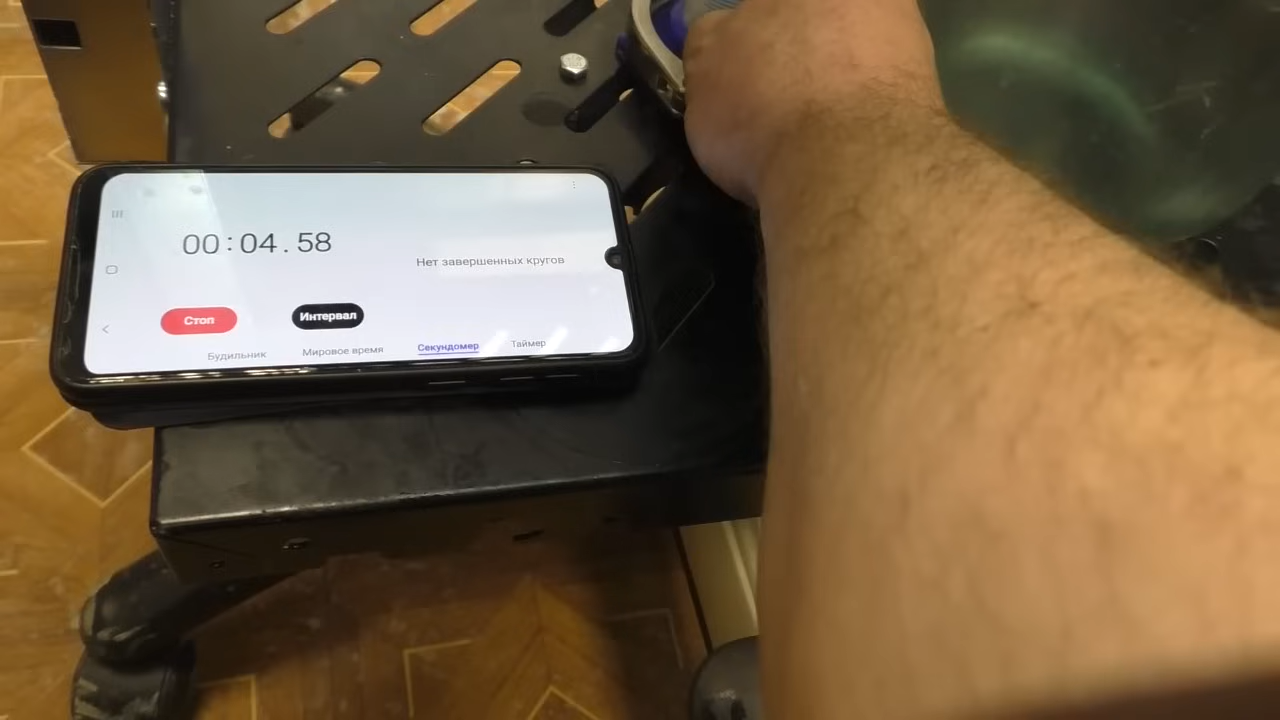 00:04.58
Нет завершенных кругов
Стоп
Интервал
Будильник
Мировое время
Секундомер
Таймер